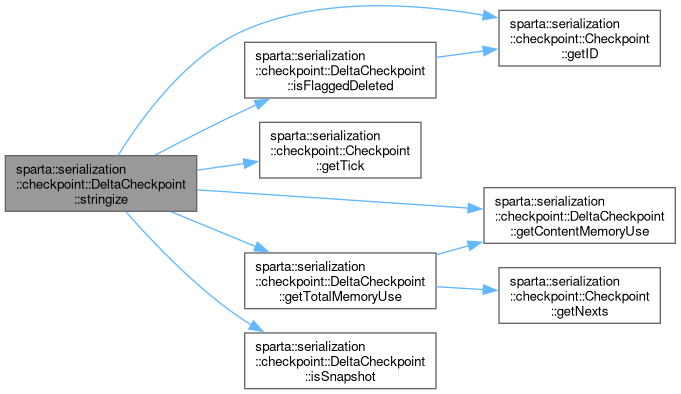 sparta::serialization
::checkpoint::DeltaCheckpoint
::stringize
sparta::serialization
::checkpoint::Checkpoint
::getID
sparta::serialization
::checkpoint::DeltaCheckpoint
::isFlaggedDeleted
sparta::serialization
::checkpoint::Checkpoint
::getTick
sparta::serialization
::checkpoint::DeltaCheckpoint
::getContentMemoryUse
sparta::serialization
::checkpoint::DeltaCheckpoint
::getTotalMemoryUse
sparta::serialization
::checkpoint::Checkpoint
::getNexts
sparta::serialization
::checkpoint::DeltaCheckpoint
::isSnapshot